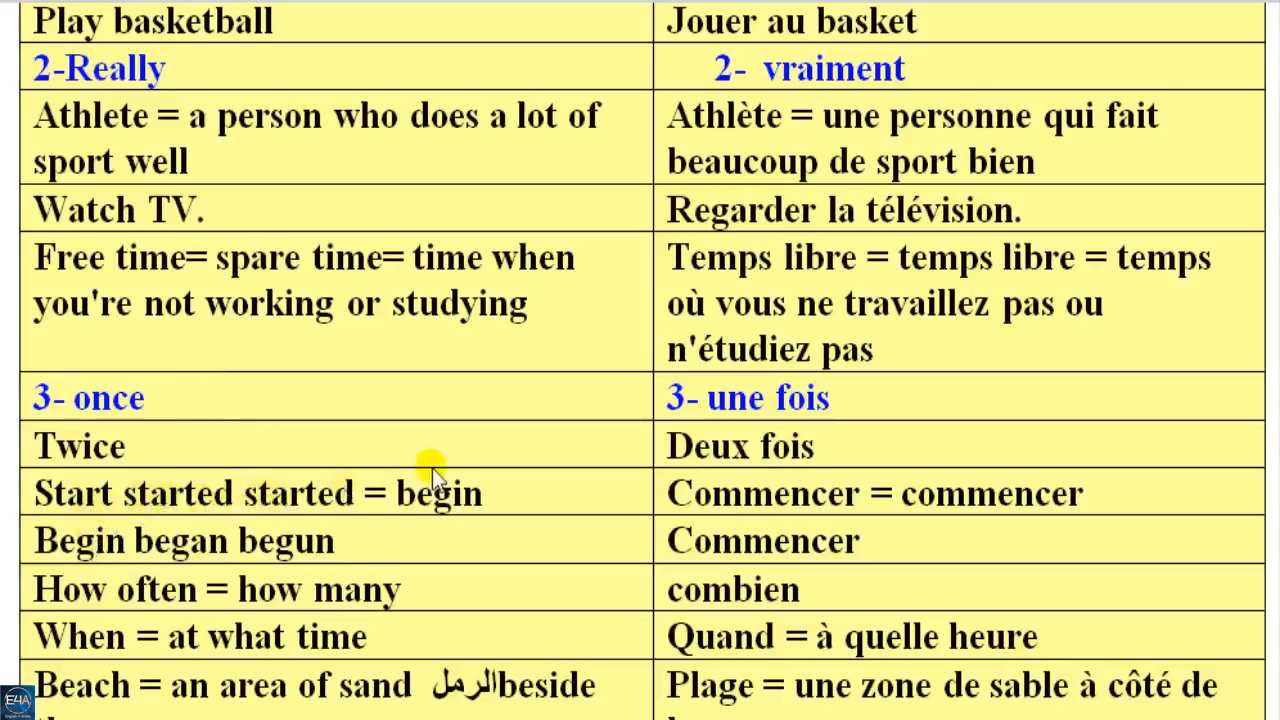 Play basketball
Jouer au basket
2-Really
2- vraiment
Athlete = a person who does a lot of
sport well
Athlète = une personne qui fait
beaucoup de sport bien
Watch TV.
Regarder la télévision.
Free time= spare time= time when
you're not working or studying
Temps libre = temps libre = temps
où vous ne travaillez pas ou
n'étudiez pas
3- once
3- une fois
Twice
Deux fois
Start started started = begin
Commencer = commencer
Begin began begun
Commencer
How often = how many
combien
When = at what time
Quand = à quelle heure
Beach = an area of sand الرمل beside
Plage = une zone de sable à côté de
E4A